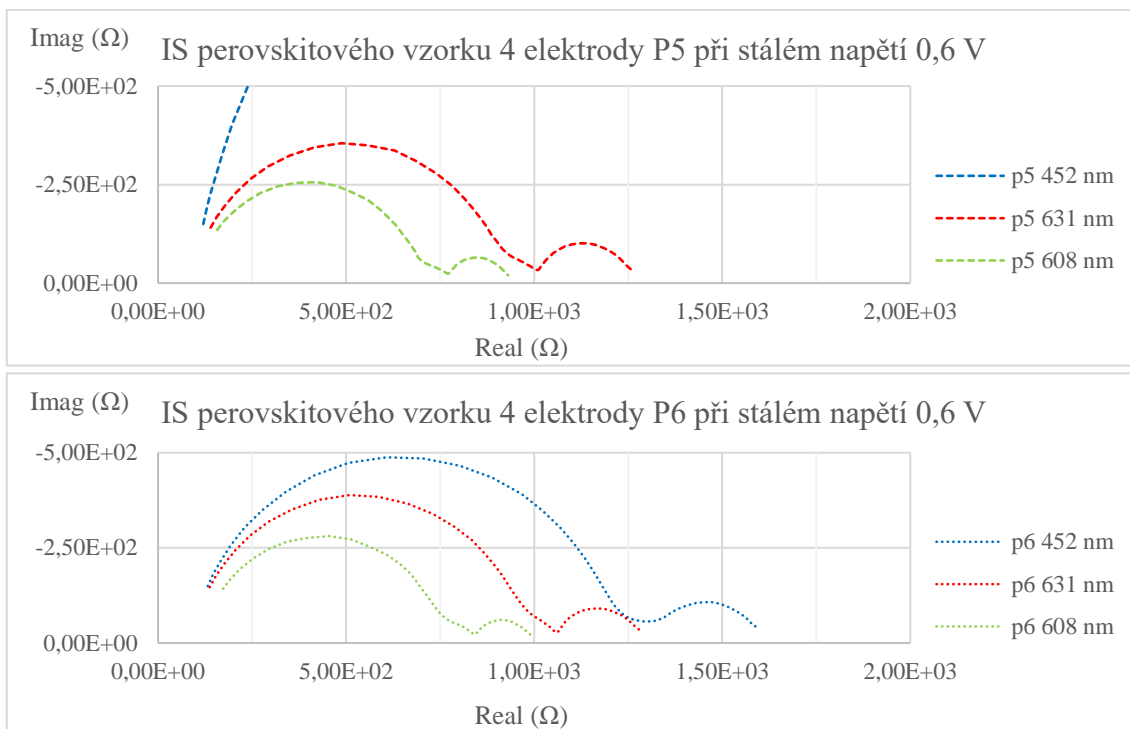 Imag (Ω)
IS perovskitového vzorku 4 elektrody P5 při stálém napětí 0,6 V
-5,00E+02
-2,50E+02
0,00E+00
0,00E+00 5,00E+02 1,00E+03 1,50E+03 2,00E+03
Real (Ω)
p5 452 nm
p5 631 nm
p5 608 nm
Imag (Ω)
IS perovskitového vzorku 4 elektrody P6 při stálém napětí 0,6 V
-5,00E+02
-2,50E+02
0,00E+00
0,00E+00 5,00E+02 1,00E+03 1,50E+03 2,00E+03
Real (Ω)
p6 452 nm
p6 631 nm
p6 608 nm